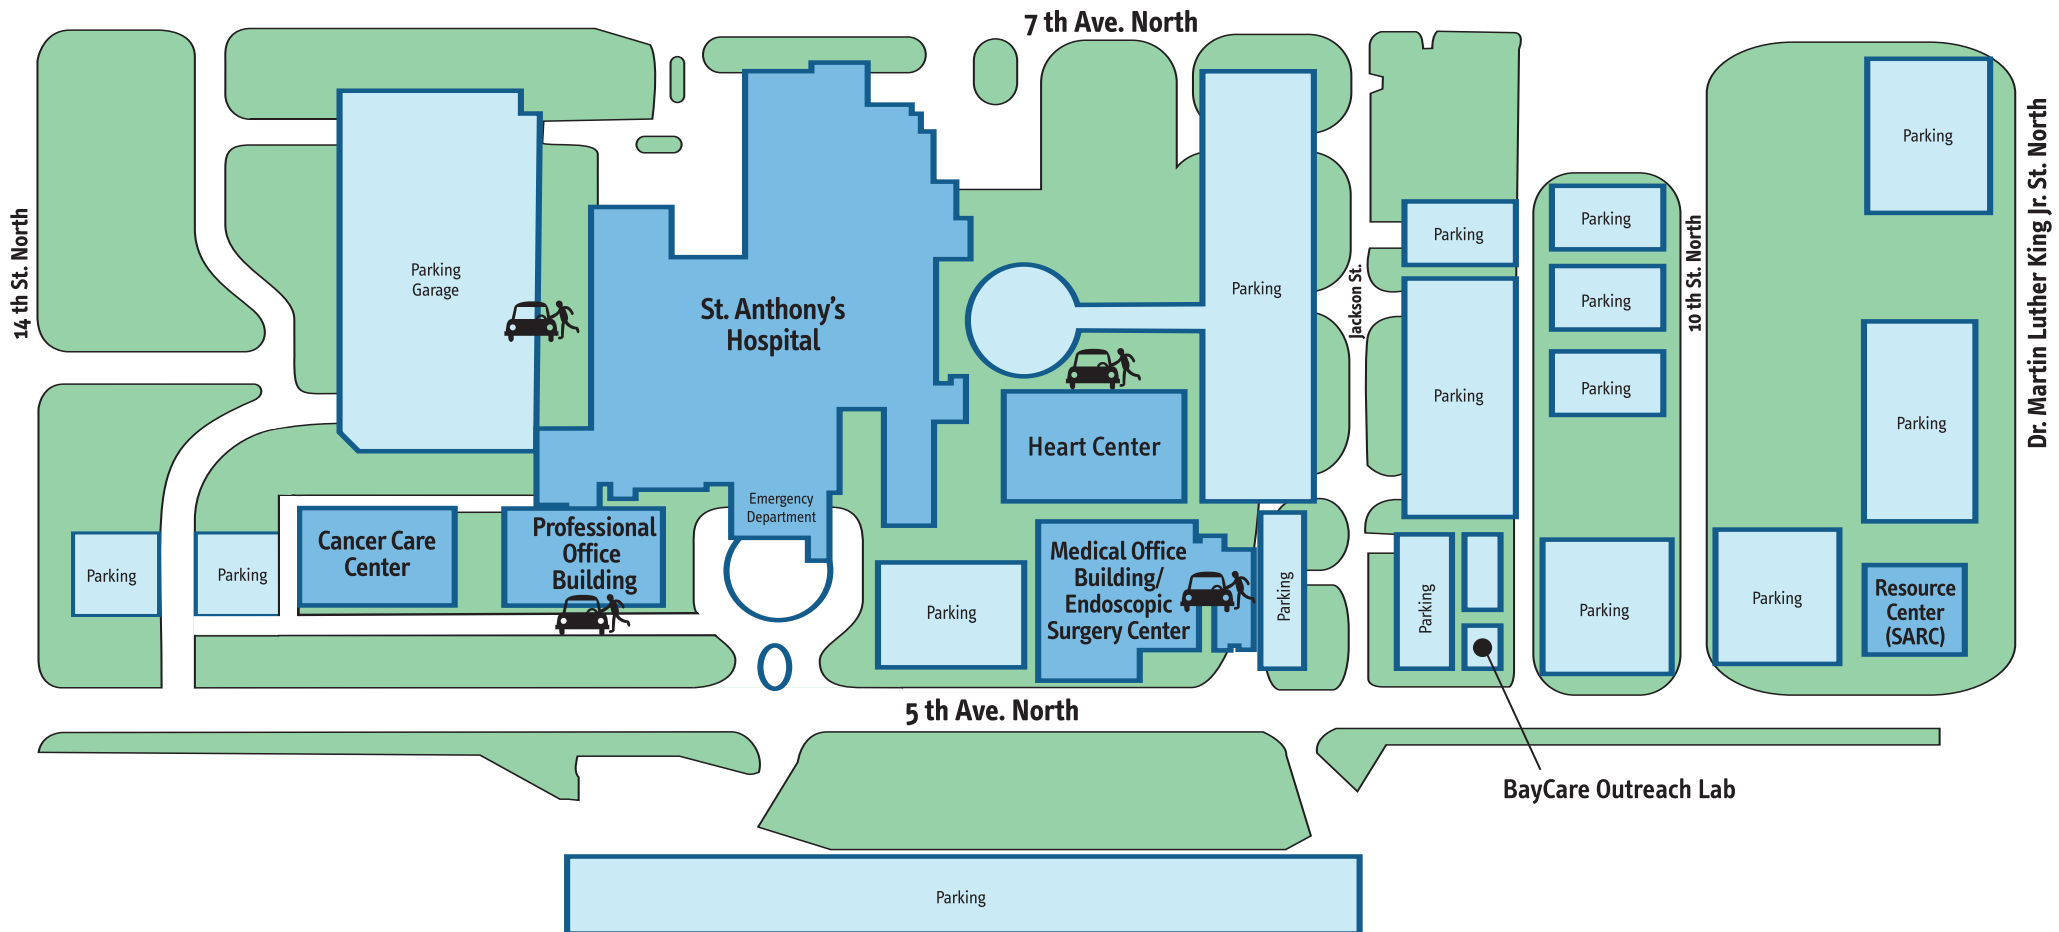 7 th Ave. North
14 th St. North
Parking
Garage
St. Anthony’s
Hospital
Parking
Jackson St.
Parking
Parking
Parking
Parking
Parking
10 th St. North
Parking
Dr. Martin Luther King Jr. St. North
Parking
Heart Center
Emergency
Department
Parking
Parking
Cancer Care
Center
Professional
Office
Building
Parking
Medical Office
Building/
Endoscopic
Surgery Center
Parking
Parking
Parking
Parking
Resource
Center
(SARC)
5 th Ave. North
BayCare Outreach Lab
Parking